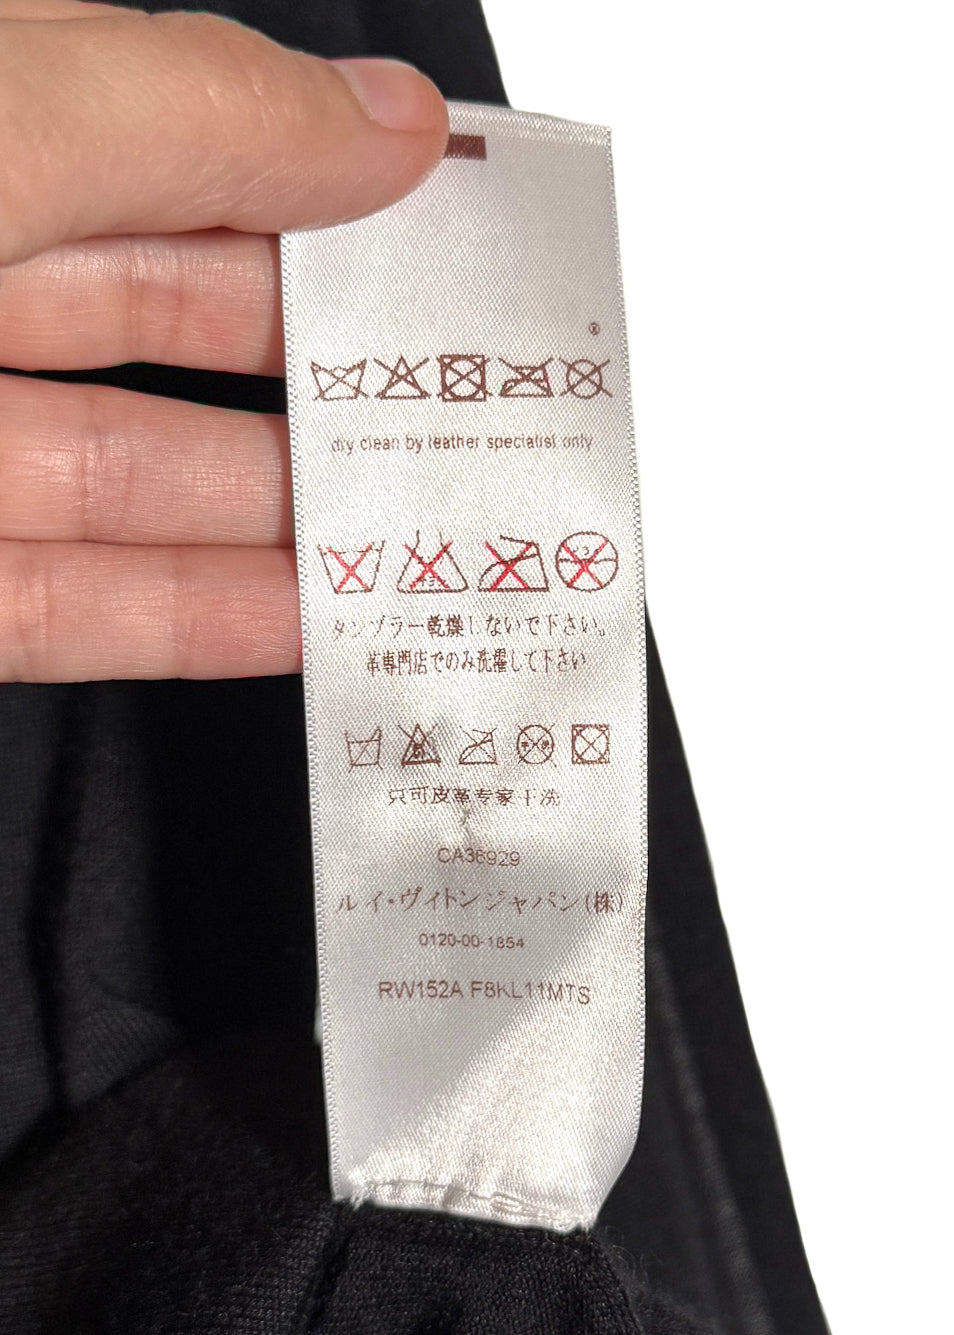 ®
dry clean by leather specialist only
タンブラー乾燥しないで下さい。
革専門店でのみ洗濯して下さい
只可皮革专家干洗
CA36929
ルイ・ヴィトンジャパン(株)
0120-00-1854
RW152A F8KL11MTS